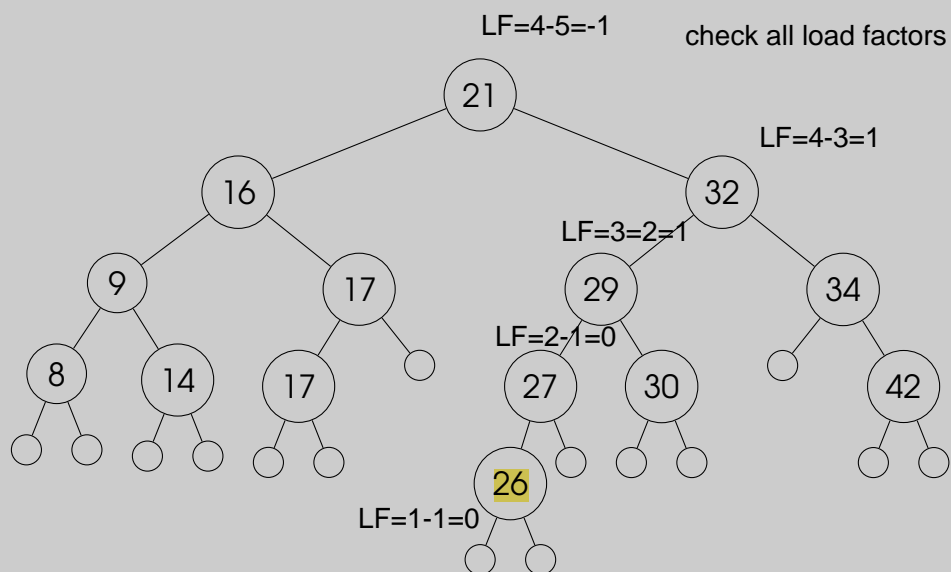 LF=4-5=-1
check all load factors
21
LF=4-3=1
16
32
LF=3=2=1
9
17
29
34
LF=2-1=0
8
14
17
27
30
42
26
LF=1-1=0